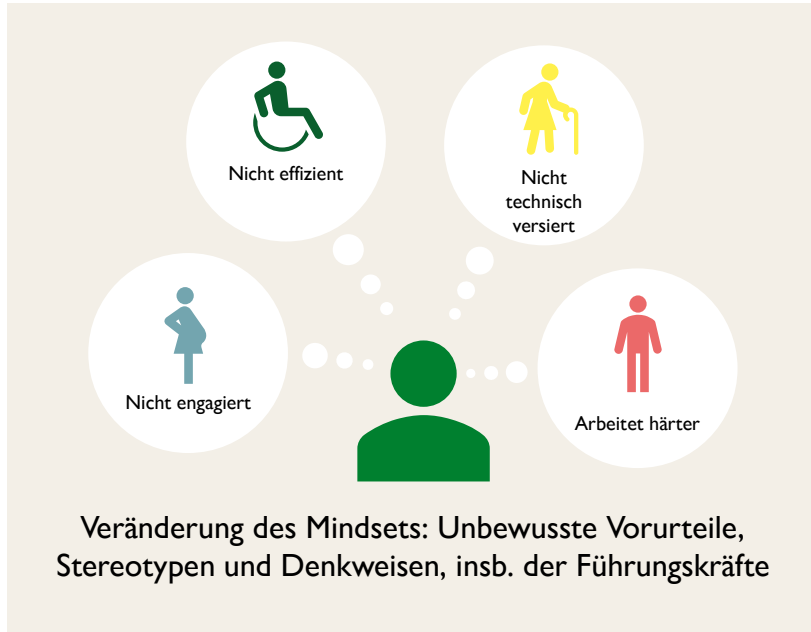 Nicht effizient
Nicht
technisch
versiert
Nicht engagiert
Arbeitet härter
Veränderung des Mindsets: Unbewusste Vorurteile,
Stereotypen und Denkweisen, insb. der Führungskräfte